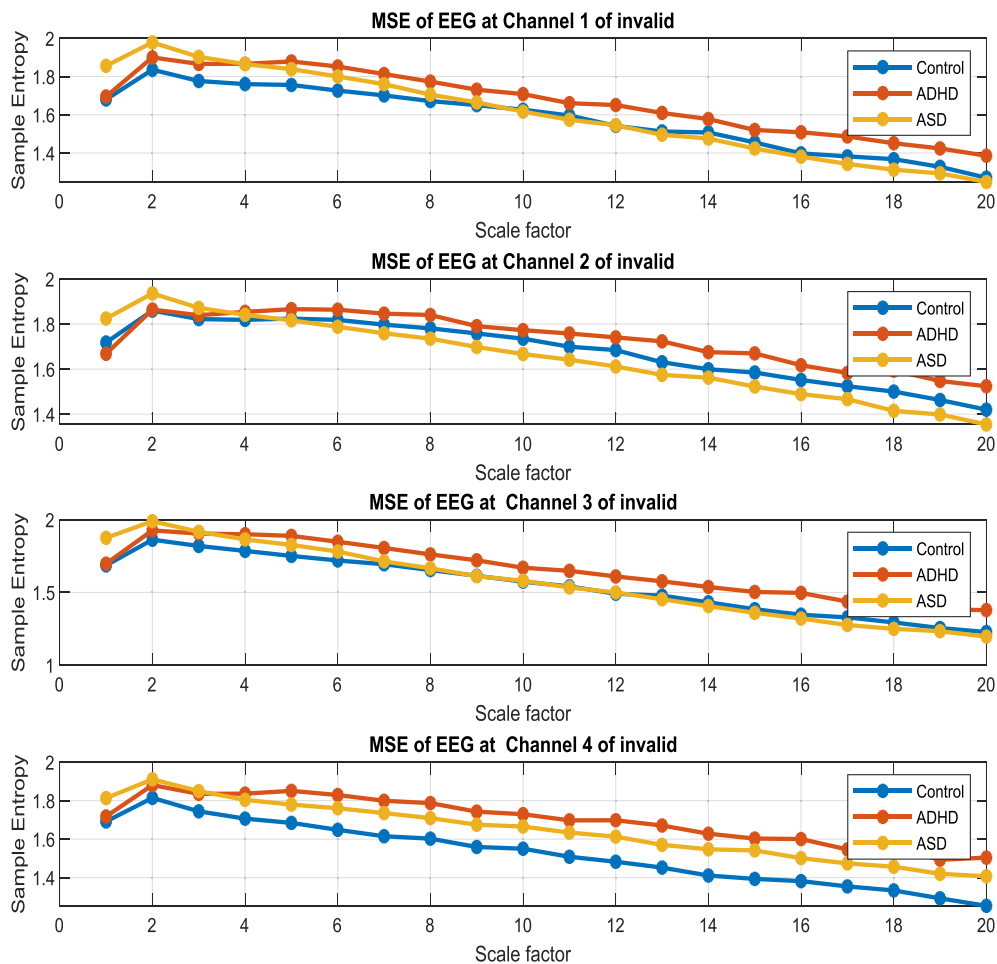 MSE of EEG at Channel 1 of invalid
Sample Entropy
2
1.8
1.6
1.4
Control
ADHD
ASD
0 2 4 6 8 10 12 14 16 18 20
Scale factor
MSE of EEG at Channel 2 of invalid
Sample Entropy
2
1.8
1.6
1.4
Control
ADHD
ASD
0 2 4 6 8 10 12 14 16 18 20
Scale factor
MSE of EEG at  Channel 3 of invalid
Sample Entropy
2
1.5
1
Control
ADHD
ASD
0 2 4 6 8 10 12 14 16 18 20
Scale factor
MSE of EEG at  Channel 4 of invalid
Sample Entropy
2
1.8
1.6
1.4
Control
ADHD
ASD
0 2 4 6 8 10 12 14 16 18 20
Scale factor